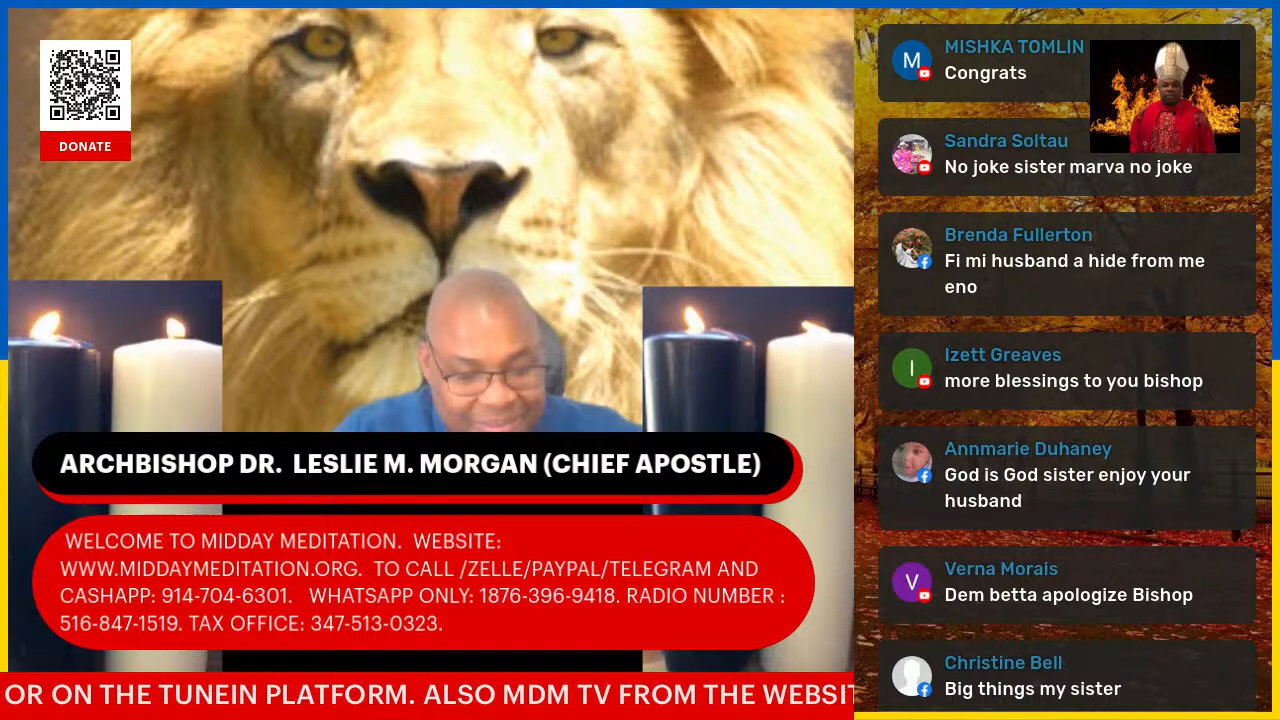 DONATE
ARCHBISHOP DR. LESLIE M. MORGAN (CHIEF APOSTLE)
WELCOME TO MIDDAY MEDITATION. WEBSITE:
WWW.MIDDAYMEDITATION.ORG. TO CALL /ZELLE/PAYPAL/TELEGRAM AND
CASHAPP: 914-704-6301. WHATSAPP ONLY: 1876-396-9418. RADIO NUMBER :
516-847-1519. TAX OFFICE: 347-513-0323.
OR ON THE TUNEIN PLATFORM. ALSO MDM TV FROM THE WEBSIT
M
MISHKA TOMLIN
Congrats
Sandra Soltau
No joke sister marva no joke
Brenda Fullerton
Fi mi husband a hide from me
eno
I
Izett Greaves
more blessings to you bishop
Annmarie Duhaney
God is God sister enjoy your
husband
V
Verna Morais
Dem betta apologize Bishop
Christine Bell
Big things my sister